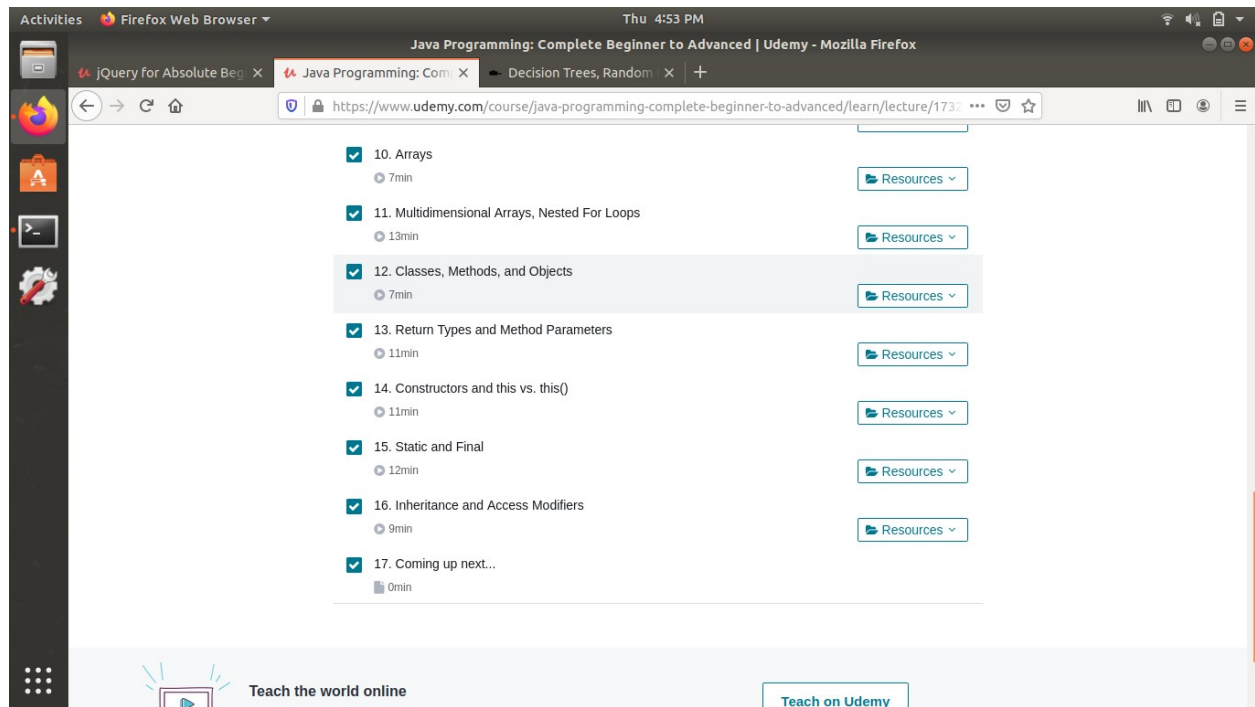 Activities Firefox Web Browser Thu 4:53 PM
Java Programming: Complete Beginner to Advanced | Udemy - Mozilla Firefox
jQuery for Absolute Beg Java Programming: Com Decision Trees, Random
https://www.udemy.com/course/java-programming-complete-beginner-to-advanced/learn/lecture/1732
10. Arrays
7min Resources
11. Multidimensional Arrays, Nested For Loops
13min Resources
12. Classes, Methods, and Objects
7min Resources
13. Return Types and Method Parameters
11min Resources
14. Constructors and this vs. this()
11min Resources
15. Static and Final
12min Resources
16. Inheritance and Access Modifiers
9min Resources
17. Coming up next...
0min
Teach the world online
Teach on Udemy